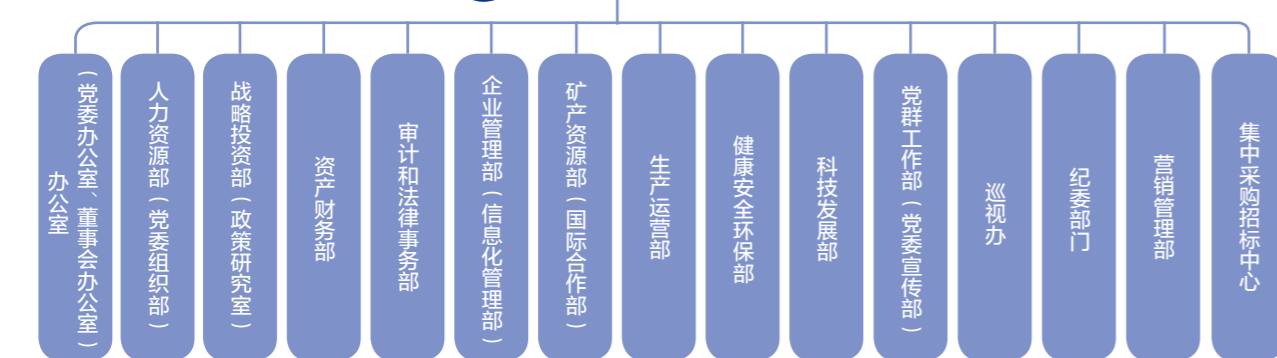 办公室
（党委办公室、董事会办公室）
人力资源部（党委组织部）
战略投资部（政策研究室）
资产财务部
审计和法律事务部
企业管理部（信息化管理部）
矿产资源部（国际合作部）
生产运营部
健康安全环保部
科技发展部
党群工作部（党委宣传部）
巡视办
纪委部门
营销管理部
集中采购招标中心